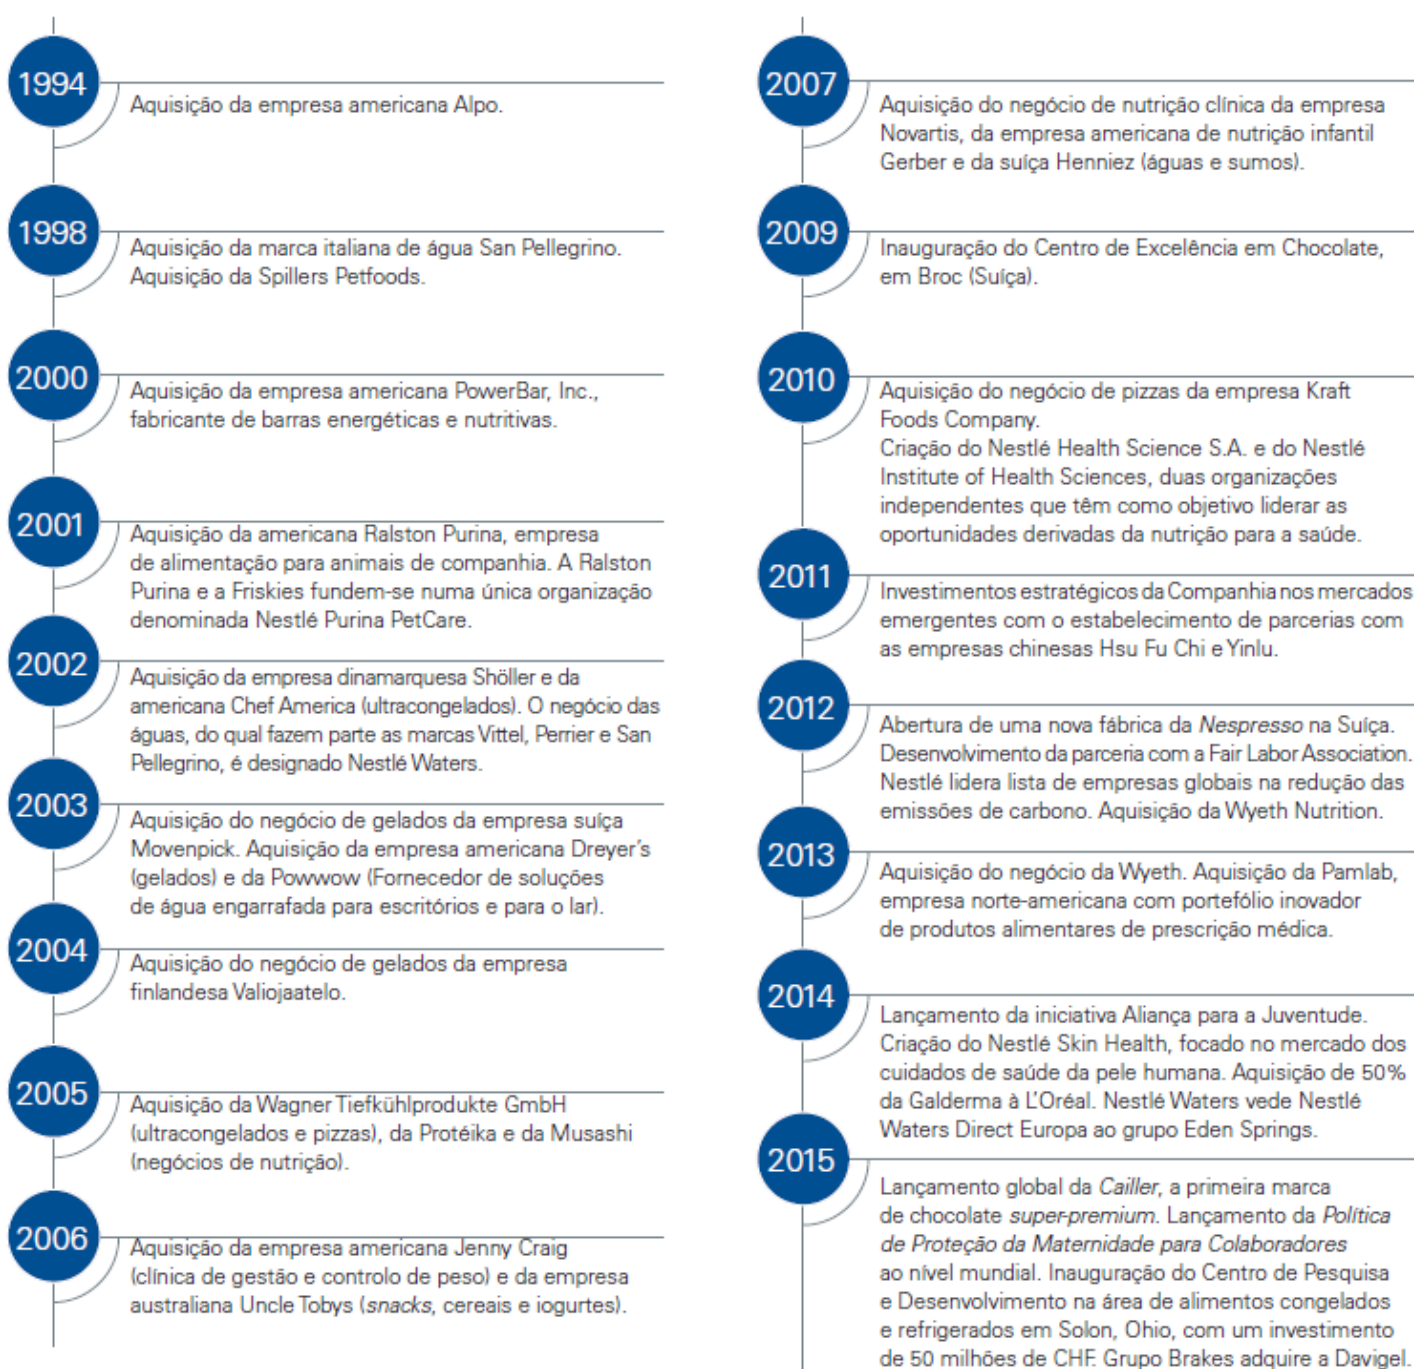 1994
Aquisição da empresa americana Alpo.
1998
Aquisição da marca italiana de água San Pellegrino.
Aquisição da Spillers Petfoods.
2000
Aquisição da empresa americana PowerBar, Inc.,
fabricante de barras energéticas e nutritivas.
2001
Aquisição da americana Ralston Purina, empresa
de alimentação para animais de companhia. A Ralston
Purina e a Friskies fundem-se numa única organização
denominada Nestlé Purina PetCare.
2002
Aquisição da empresa dinamarquesa Shöller e da
americana Chef America (ultracongelados). O negócio das
águas, do qual fazem parte as marcas Vittel, Perrier e San
Pellegrino, é designado Nestlé Waters.
2003
Aquisição do negócio de gelados da empresa suíça
Movenpick. Aquisição da empresa americana Dreyer's
(gelados) e da Powwow (Fornecedor de soluções
de água engarrafada para escritórios e para o lar).
2004
Aquisição do negócio de gelados da empresa
finlandesa Valiojaatelo.
2005
Aquisição da Wagner Tiefkühlprodukte GmbH
(ultracongelados e pizzas), da Protéika e da Musashi
(negócios de nutrição).
2006
Aquisição da empresa americana Jenny Craig
(clínica de gestão e controlo de peso) e da empresa
australiana Uncle Tobys (snacks, cereais e iogurtes).
2007
Aquisição do negócio de nutrição clínica da empresa
Novartis, da empresa americana de nutrição infantil
Gerber e da suíça Henniez (águas e sumos).
2009
Inauguração do Centro de Excelência em Chocolate,
em Broc (Suíça).
2010
Aquisição do negócio de pizzas da empresa Kraft
Foods Company.
Criação do Nestlé Health Science S.A. e do Nestlé
Institute of Health Sciences, duas organizações
independentes que têm como objetivo liderar as
oportunidades derivadas da nutrição para a saúde.
2011
Investimentos estratégicos da Companhia nos mercados
emergentes com o estabelecimento de parcerias com
as empresas chinesas Hsu Fu Chi e Yinlu.
2012
Abertura de uma nova fábrica da Nespresso na Suíça.
Desenvolvimento da parceria com a Fair Labor Association.
Nestlé lidera lista de empresas globais na redução das
emissões de carbono. Aquisição da Wyeth Nutrition.
2013
Aquisição do negócio da Wyeth. Aquisição da Pamlab,
empresa norte-americana com portefólio inovador
de produtos alimentares de prescrição médica.
2014
Lançamento da iniciativa Aliança para a Juventude.
Criação do Nestlé Skin Health, focado no mercado dos
cuidados de saúde da pele humana. Aquisição de 50%
da Galderma à L'Oréal. Nestlé Waters vede Nestlé
Waters Direct Europa ao grupo Eden Springs.
2015
Lançamento global da Cailler, a primeira marca
de chocolate super-premium. Lançamento da Política
de Proteção da Maternidade para Colaboradores
ao nível mundial. Inauguração do Centro de Pesquisa
e Desenvolvimento na área de alimentos congelados
e refrigerados em Solon, Ohio, com um investimento
de 50 milhões de CHF. Grupo Brakes adquire a Davigel.